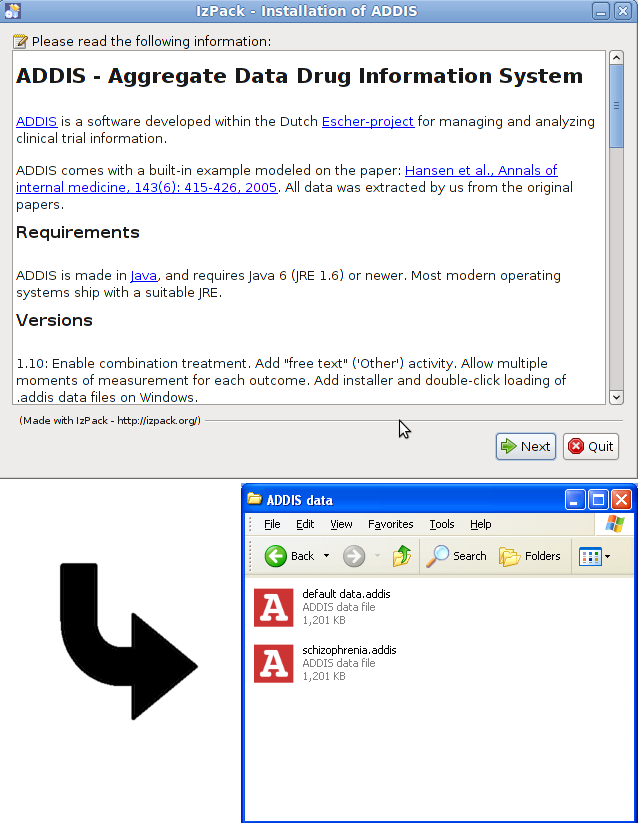 IzPack - Installation of ADDIS
Please read the following information:
ADDIS - Aggregate Data Drug Information System
ADDIS is a software developed within the Dutch Escher-project for managing and analyzing
clinical trial information.
ADDIS comes with a built-in example modeled on the paper: Hansen et al., Annals of
internal medicine, 143(6): 415-426, 2005. All data was extracted by us from the original
papers.
Requirements
ADDIS is made in Java, and requires Java 6 (JRE 1.6) or newer. Most modern operating
systems ship with a suitable JRE.
Versions
1.10: Enable combination treatment. Add "free text" ('Other') activity. Allow multiple
moments of measurement for each outcome. Add installer and double-click loading of
.addis data files on Windows.
(Made with IzPack - http://izpack.org/)
Next Quit
ADDIS data
File Edit View Favorites Tools Help
Back Search Folders
A
default data.addis
ADDIS data file
1,201 KB
A
schizophrenia.addis
ADDIS data file
1,201 KB